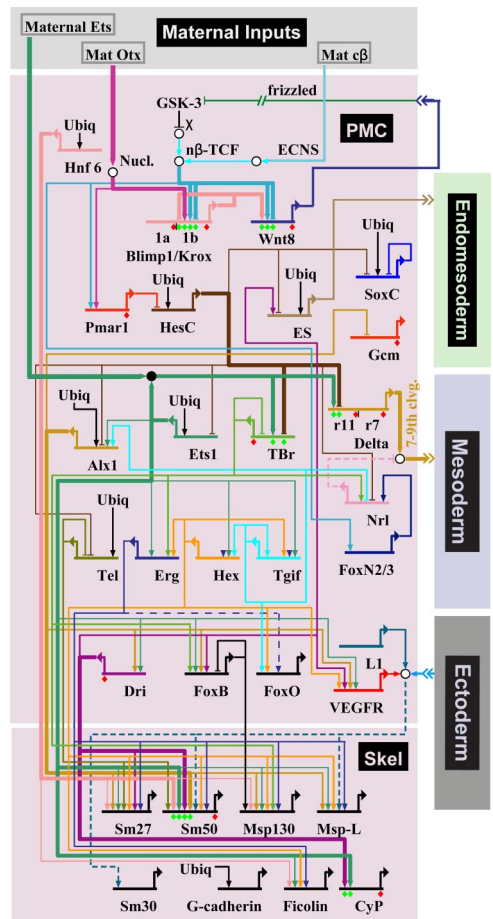 Maternal Ets
Maternal Inputs
Mat Otx
Mat cβ
GSK-3
frizzled
PMC
Ubiq
X
nβ-TCF
ECNS
Hnf 6
Nucl.
1a
1b
Wnt8
Blimp1/Krox
Ubiq
Ubiq
Ubiq
SoxC
Pmar1
HesC
ES
Gcm
Endomesoderm
r11
r7
Delta
7-9th clvg.
Ubiq
Ubiq
Alx1
Ets1
TBr
Nrl
Mesoderm
Ubiq
Tel
Erg
Hex
Tgif
FoxN2/3
L1
Dri
FoxB
FoxO
VEGFR
Ectoderm
Skel
Sm27
Sm50
Msp130
Msp-L
Ubiq
Sm30
G-cadherin
Ficolin
CyP